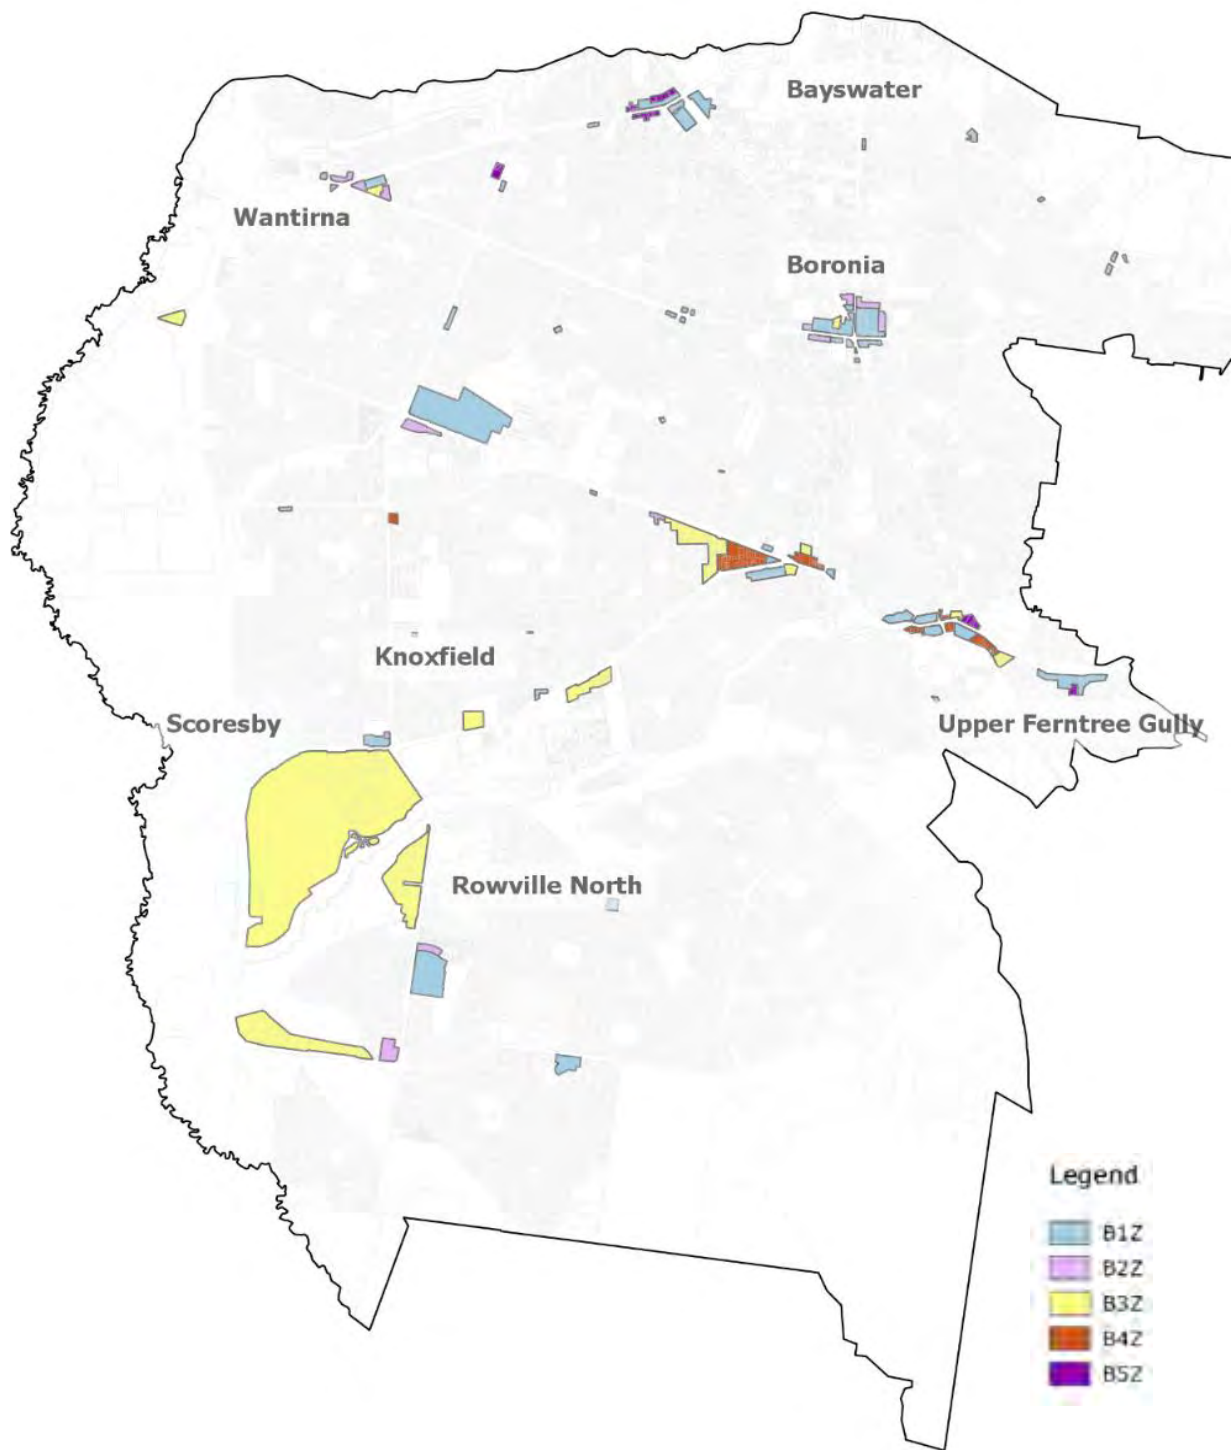 Bayswater
Wantirna
Boronia
Knoxfield
Scoresby
Upper Ferntree Gully
Rowville North
Legend
B1Z
B2Z
B3Z
B4Z
B5Z